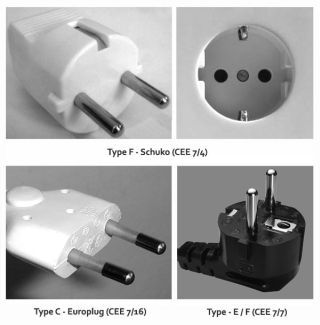 Type F - Schuko (CEE 7/4)
Type C - Europlug (CEE 7/16)
Type - E / F (CEE 7/7)